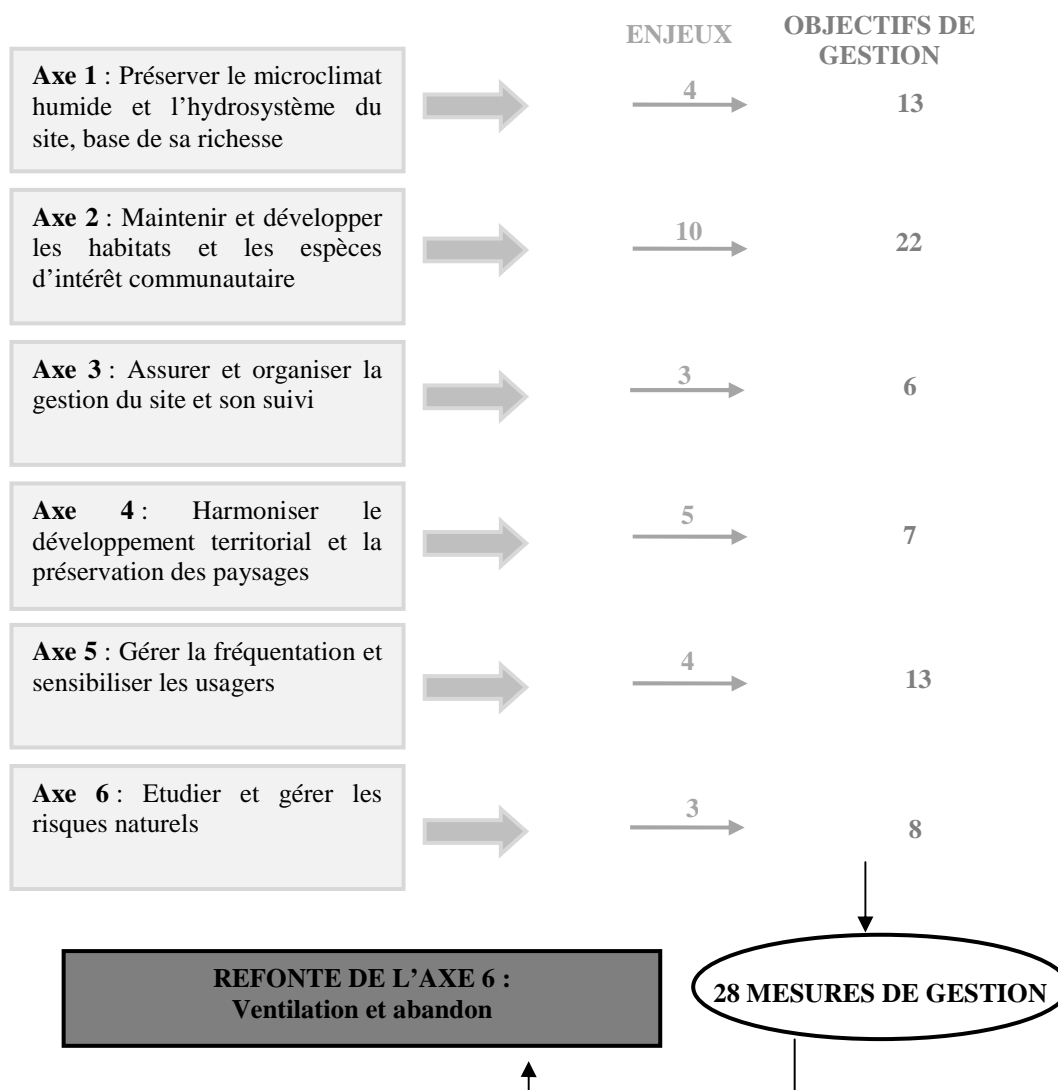 ENJEUX
OBJECTIFS DE
GESTION
Axe 1 : Préserver le microclimat
humide et l’hydrosystème du
site, base de sa richesse
4
13
Axe 2 : Maintenir et développer
les habitats et les espèces
d’intérêt communautaire
10
22
Axe 3 : Assurer et organiser la
gestion du site et son suivi
3
6
Axe 4 : Harmoniser le
développement territorial et la
préservation des paysages
5
7
Axe 5 : Gérer la fréquentation et
sensibiliser les usagers
4
13
Axe 6 : Etudier et gérer les
risques naturels
3
8
REFONTE DE L’AXE 6 :
Ventilation et abandon
28 MESURES DE GESTION